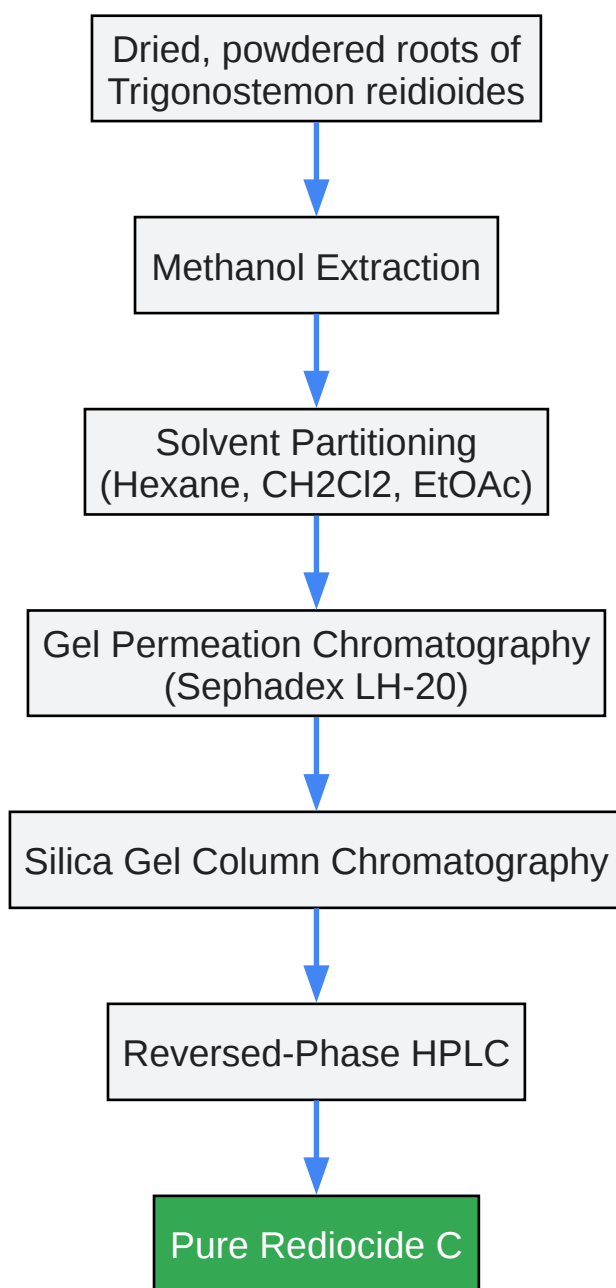 Dried, powdered roots of
Trigonostemon reidioides
Methanol Extraction
Solvent Partitioning
(Hexane, CH2Cl2, EtOAc)
Gel Permeation Chromatography
(Sephadex LH-20)
Silica Gel Column Chromatography
Reversed-Phase HPLC
Pure Rediocide C